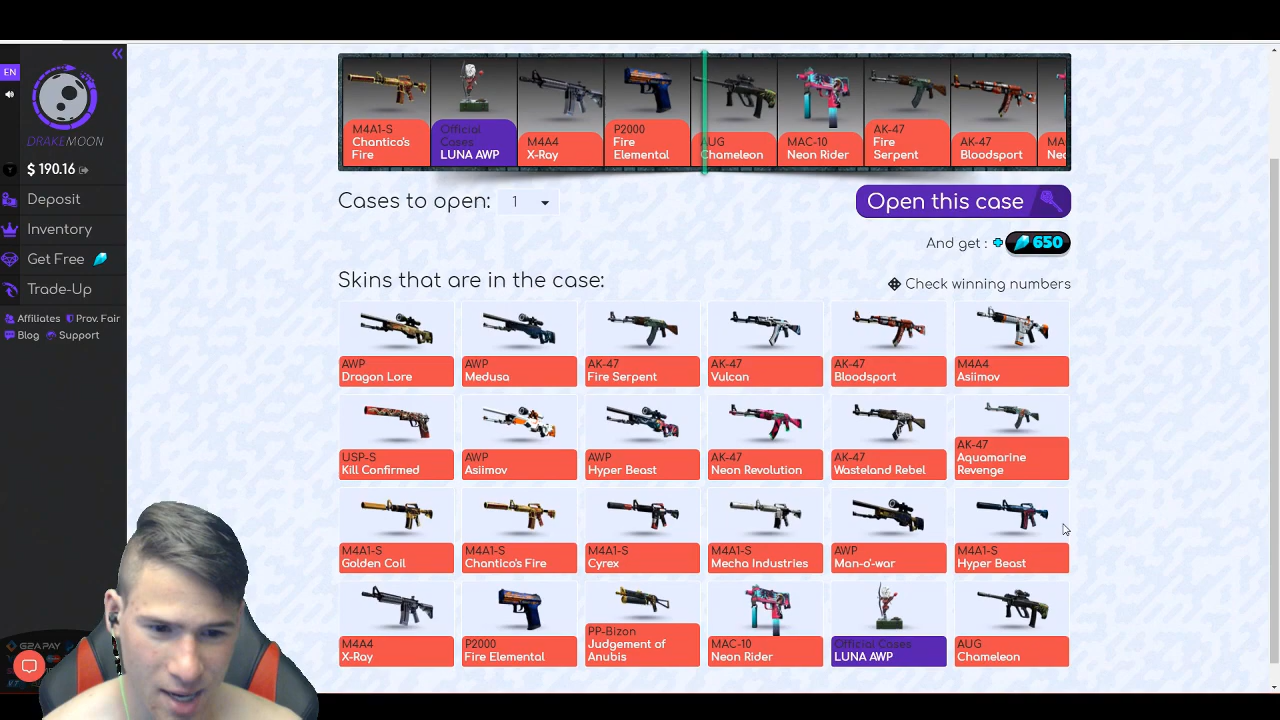 EN
DRAKEMOON
$ 190.16
Deposit
Inventory
Get Free
Trade-Up
Affiliates Prov. Fair
Blog Support
G2A PAY
M4A1-S
Chantico's
Fire
Official
Cases
LUNA AWP
M4A4
X-Ray
P2000
Fire
Elemental
AUG
Chameleon
MAC-10
Neon Rider
AK-47
Fire
Serpent
AK-47
Bloodsport
Cases to open: 1
Open this case
And get : 650
Skins that are in the case:
Check winning numbers
AWP
Dragon Lore
AWP
Medusa
AK-47
Fire Serpent
AK-47
Vulcan
AK-47
Bloodsport
M4A4
Asiimov
USP-S
Kill Confirmed
AWP
Asiimov
AWP
Hyper Beast
AK-47
Neon Revolution
AK-47
Wasteland Rebel
AK-47
Aquamarine
Revenge
M4A1-S
Golden Coil
M4A1-S
Chantico's Fire
M4A1-S
Cyrex
M4A1-S
Mecha Industries
AWP
Man-o'-war
M4A1-S
Hyper Beast
M4A4
X-Ray
P2000
Fire Elemental
PP-Bizon
Judgement of
Anubis
MAC-10
Neon Rider
Official Cases
LUNA AWP
AUG
Chameleon